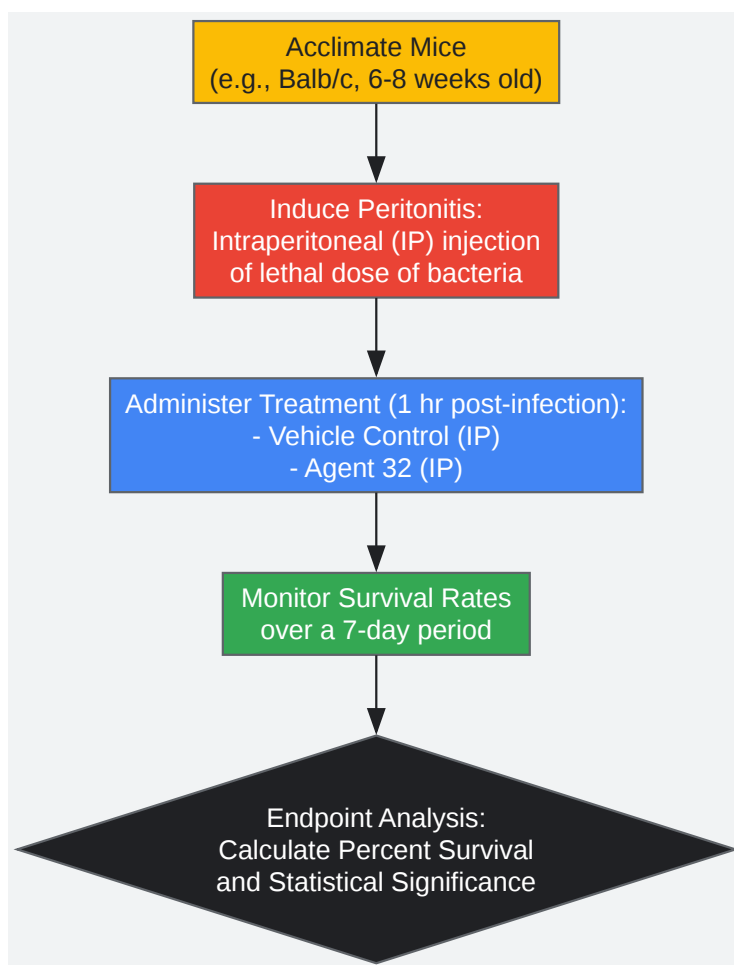 Acclimate Mice
(e.g., Balb/c, 6-8 weeks old)
Induce Peritonitis:
Intraperitoneal (IP) injection
of lethal dose of bacteria
Administer Treatment (1 hr post-infection):
- Vehicle Control (IP)
- Agent 32 (IP)
Monitor Survival Rates
over a 7-day period
Endpoint Analysis:
Calculate Percent Survival
and Statistical Significance